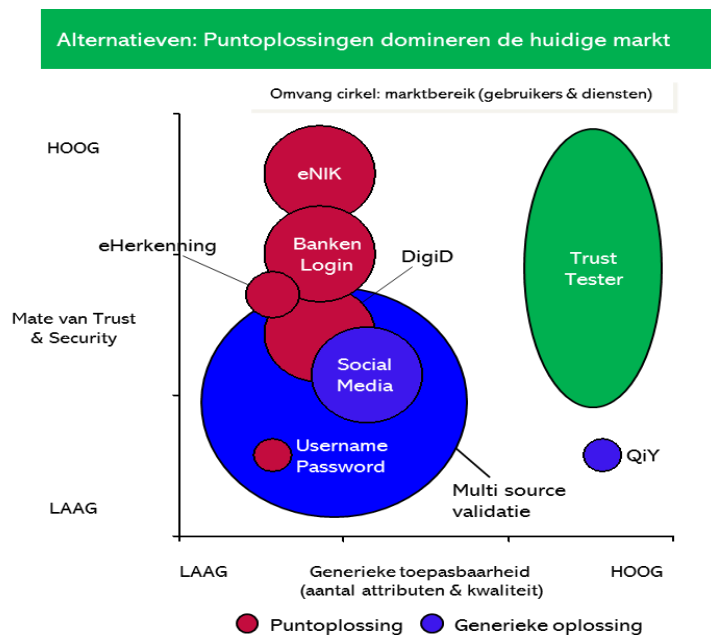 Alternatieven: Puntoplossingen domineren de huidige markt
Omvang cirkel: marktbereik (gebruikers & diensten)
HOOG
eNIK
eHerkenning
Banken
Login
DigiD
Trust
Tester
Mate van Trust
& Security
Social
Media
Username
Password
QiY
Multi source
validatie
LAAG
LAAG
Generieke toepasbaarheid
(aantal attributen & kwaliteit)
HOOG
Puntoplossing
Generieke oplossing